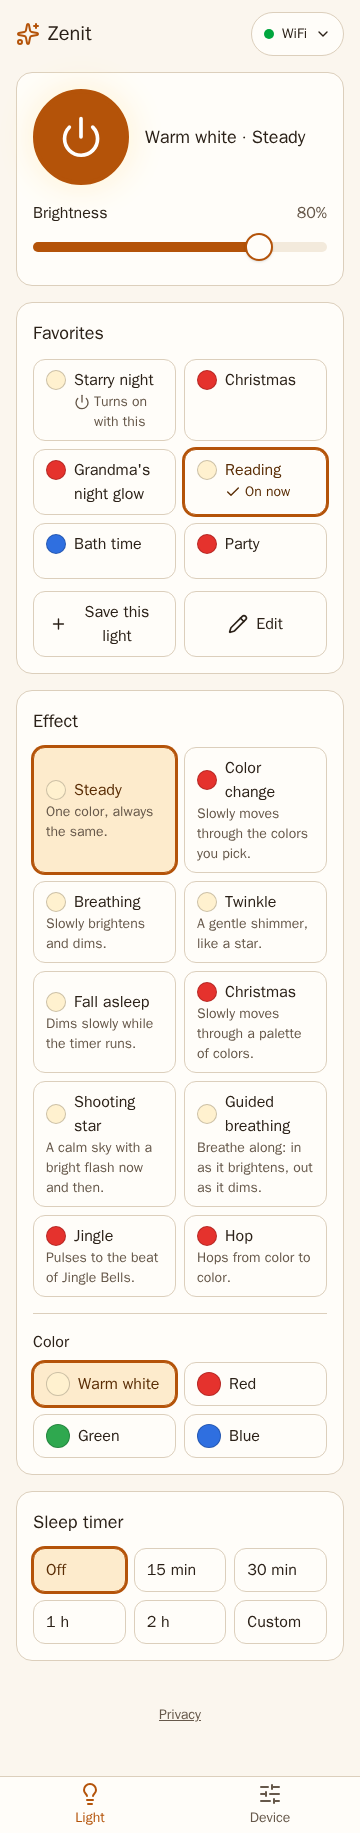 Zenit
WiFi
Warm white · Steady
Brightness
80%
Favorites
Starry night
Turns on
with this
Christmas
Grandma's
night glow
Reading
On now
Bath time
Party
Save this
light
Edit
Effect
Steady
One color, always
the same.
Color
change
Slowly moves
through the colors
you pick.
Breathing
Slowly brightens
and dims.
Twinkle
A gentle shimmer,
like a star.
Fall asleep
Dims slowly while
the timer runs.
Christmas
Slowly moves
through a palette
of colors.
Shooting
star
A calm sky with a
bright flash now
and then.
Guided
breathing
Breathe along: in
as it brightens, out
as it dims.
Jingle
Pulses to the beat
of Jingle Bells.
Hop
Hops from color to
color.
Color
Warm white
Red
Green
Blue
Sleep timer
Off
15 min
30 min
1 h
2 h
Custom
Privacy
Light
Device